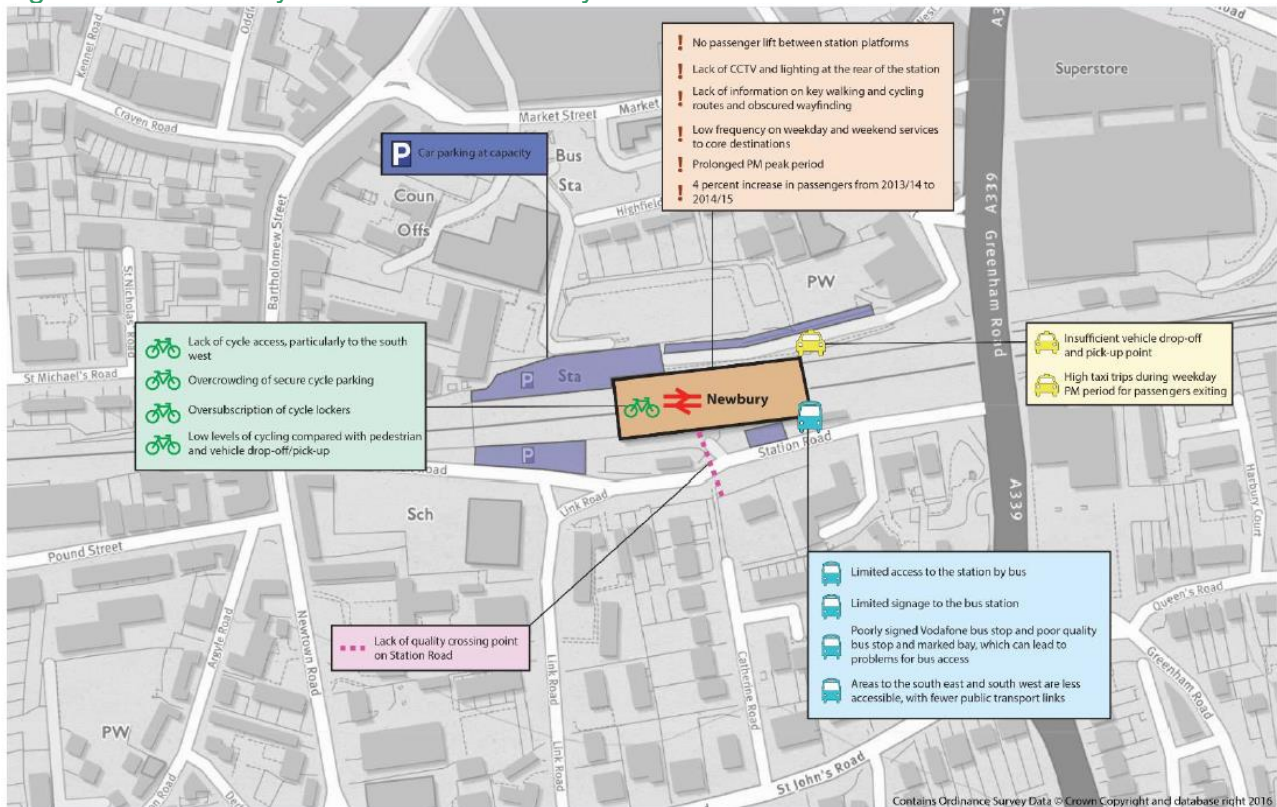 Kennet Road
Craven Road
Market Street
Market
Superstore
Bus
Sta
Coun
Offs
Highfield
PW
Bartholomew Street
St Nicholas Road
St Michael's Road
A339 Greenham Road
A339
! No passenger lift between station platforms
! Lack of CCTV and lighting at the rear of the station
! Lack of information on key walking and cycling
routes and obscured wayfinding
! Low frequency on weekday and weekend services
to core destinations
! Prolonged PM peak period
! 4 percent increase in passengers from 2013/14 to
2014/15
P Car parking at capacity
Lack of cycle access, particularly to the south
west
Overcrowding of secure cycle parking
Oversubscription of cycle lockers
Low levels of cycling compared with pedestrian
and vehicle drop-off/pick-up
P
Sta
Newbury
Insufficient vehicle drop-off
and pick-up point
High taxi trips during weekday
PM period for passengers exiting
P
Station Road
Link Road
Sch
Pound Street
Argyle Road
Newtown Road
Lack of quality crossing point
on Station Road
Link Road
Link Road
Catherine Road
Limited access to the station by bus
Limited signage to the bus station
Poorly signed Vodafone bus stop and poor quality
bus stop and marked bay, which can lead to
problems for bus access
Areas to the south east and south west are less
accessible, with fewer public transport links
Harbury Court
Queen's Road
Greenham Road
St John's Road
PW
Contains Ordinance Survey Data © Crown Copyright and database right 2016